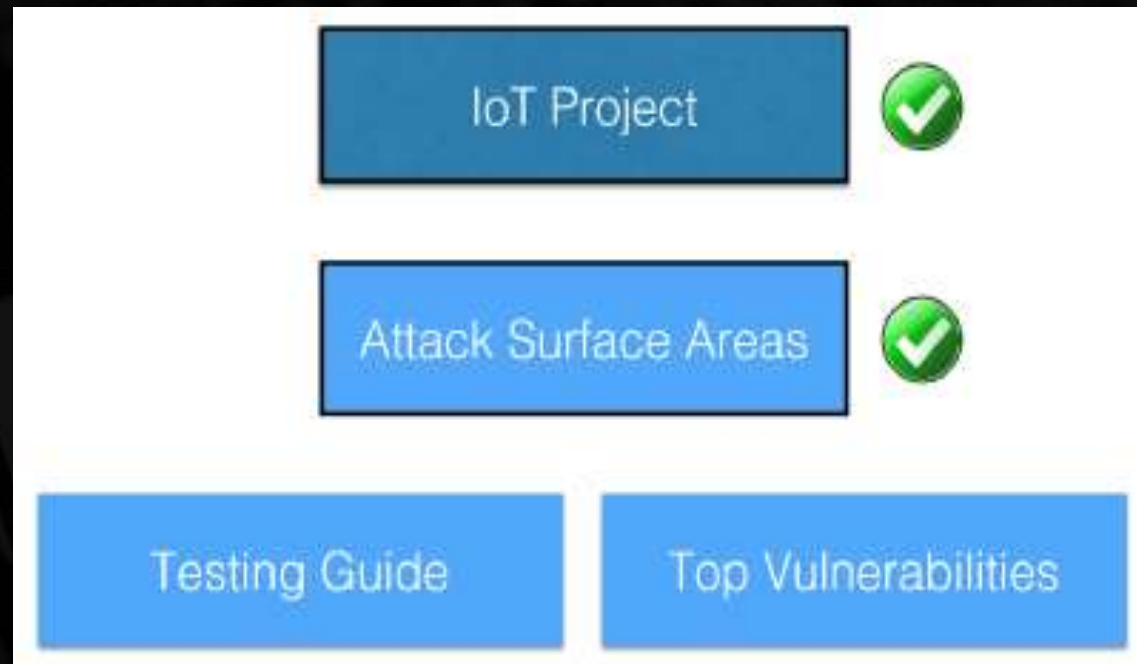 IoT Project
Attack Surface Areas
Testing Guide
Top Vulnerabilities